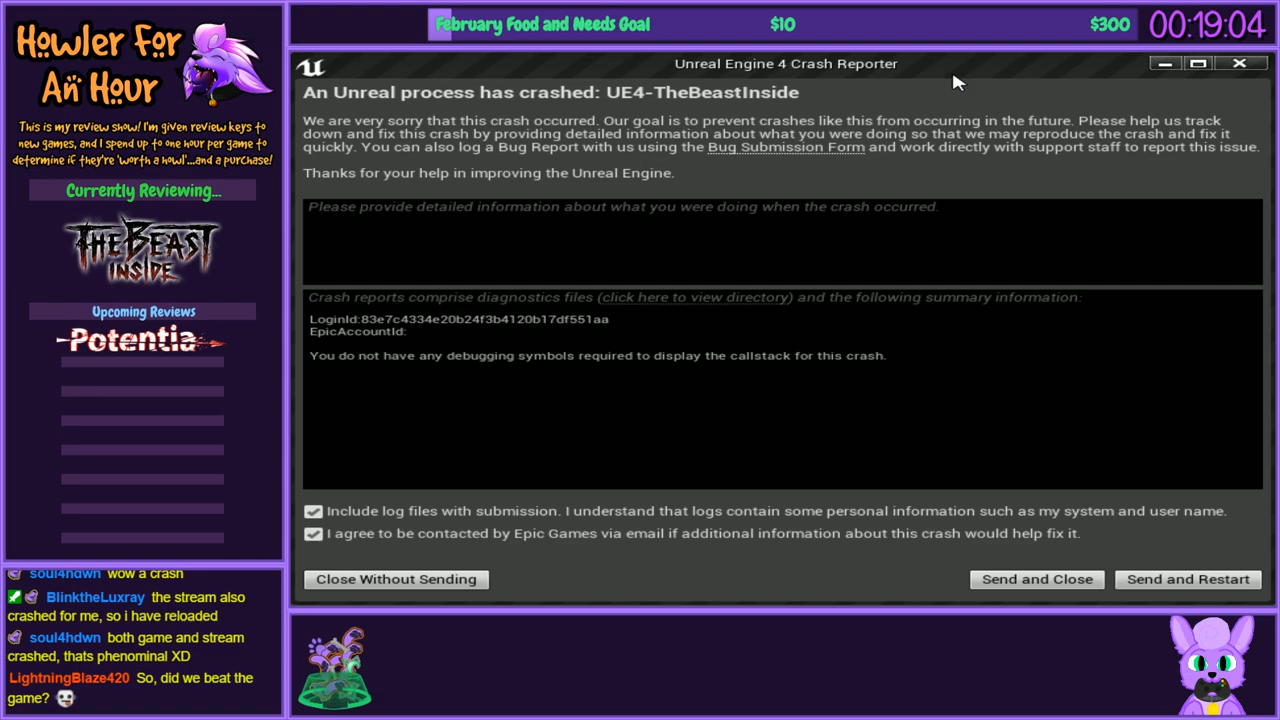 Howler For
An Hour
This is my review show! I'm given review keys to
new games, and I spend up to one hour per game to
determine if they're 'worth a howl'...and a purchase!
Currently Reviewing...
THE BEAST
INSIDE
Upcoming Reviews
Potentia
soul4hdwn wow a crash
BlinktheLuxray the stream also
crashed for me, so i have reloaded
soul4hdwn both game and stream
crashed, thats phenominal XD
LightningBlaze420 So, did we beat the
game?
February Food and Needs Goal $10 $300
00:19:04
Unreal Engine 4 Crash Reporter
An Unreal process has crashed: UE4-TheBeastInside
We are very sorry that this crash occurred. Our goal is to prevent crashes like this from occurring in the future. Please help us track
down and fix this crash by providing detailed information about what you were doing so that we may reproduce the crash and fix it
quickly. You can also log a Bug Report with us using the Bug Submission Form and work directly with support staff to report this issue.
Thanks for your help in improving the Unreal Engine.
Please provide detailed information about what you were doing when the crash occurred.
Crash reports comprise diagnostics files (click here to view directory) and the following summary information:
LoginId:83e7c4334e20b24f3b4120b17df551aa
EpicAccountId:
You do not have any debugging symbols required to display the callstack for this crash.
Include log files with submission. I understand that logs contain some personal information such as my system and user name.
I agree to be contacted by Epic Games via email if additional information about this crash would help fix it.
Close Without Sending
Send and Close
Send and Restart